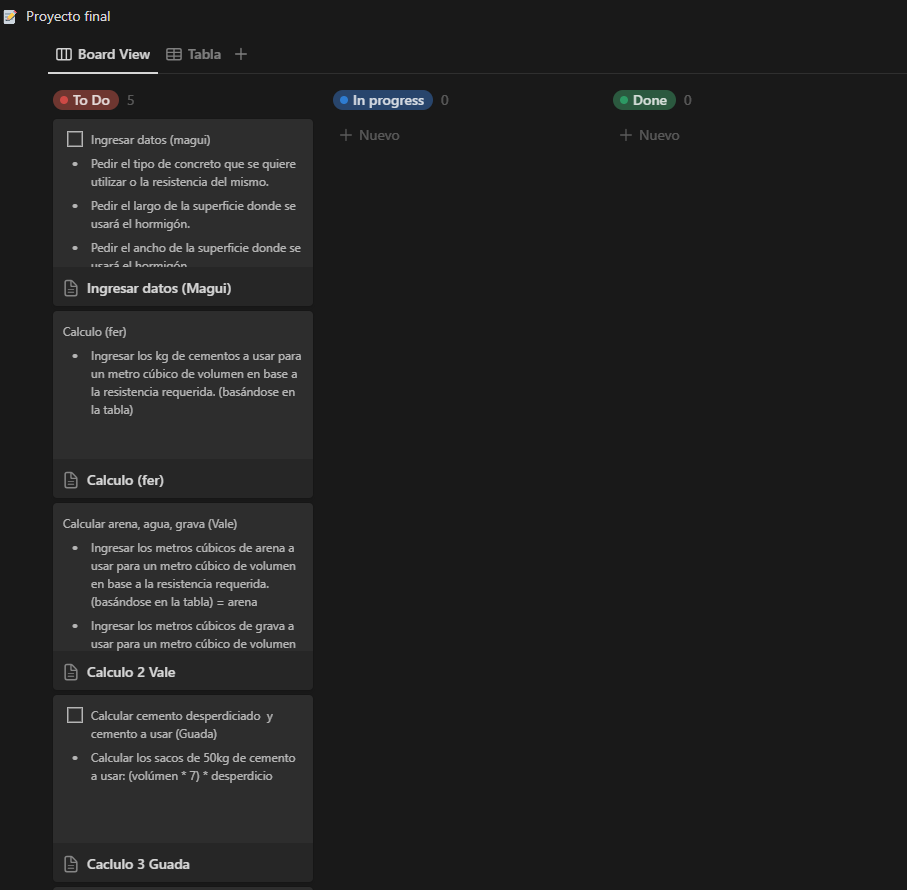 Proyecto final
Board View
Tabla
To Do 5
Ingresar datos (magui)
Pedir el tipo de concreto que se quiere
utilizar o la resistencia del mismo.
Pedir el largo de la superficie donde se
usará el hormigón.
Pedir el ancho de la superficie donde se
usará el hormigón.
Ingresar datos (Magui)
Calculo (fer)
Ingresar los kg de cementos a usar para
un metro cúbico de volumen en base a
la resistencia requerida. (basándose en
la tabla)
Calculo (fer)
Calcular arena, agua, grava (Vale)
Ingresar los metros cúbicos de arena a
usar para un metro cúbico de volumen
en base a la resistencia requerida.
(basándose en la tabla) = arena
Ingresar los metros cúbicos de grava a
usar para un metro cúbico de volumen
Calculo 2 Vale
Calcular cemento desperdiciado y
cemento a usar (Guada)
Calcular los sacos de 50kg de cemento
a usar: (volúmen * 7) * desperdicio
Caclulo 3 Guada
In progress 0
Nuevo
Done 0
Nuevo